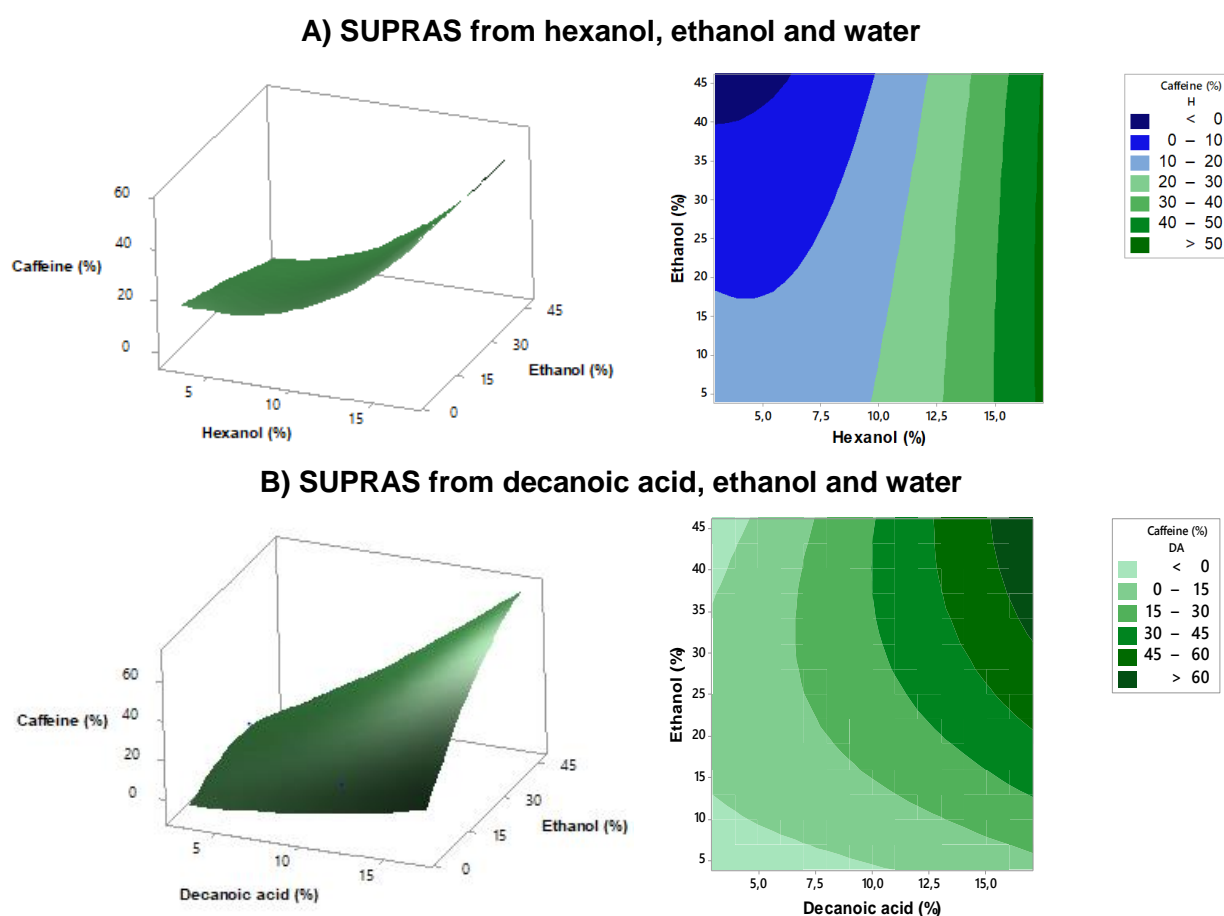 A) SUPRAS from hexanol, ethanol and water
60
40
Caffeine (%)
20
0
5
10
15
Hexanol (%)
0
15
30
45
Ethanol (%)
45
40
35
30
25
20
15
10
5
Ethanol (%)
5,0
7,5
10,0
12,5
15,0
Hexanol (%)
Caffeine (%)
H
< 0
0 – 10
10 – 20
20 – 30
30 – 40
40 – 50
> 50
B) SUPRAS from decanoic acid, ethanol and water
60
40
Caffeine (%)
20
0
5
10
15
Decanoic acid (%)
0
15
30
45
Ethanol (%)
45
40
35
30
25
20
15
10
5
Ethanol (%)
5,0
7,5
10,0
12,5
15,0
Decanoic acid (%)
Caffeine (%)
DA
< 0
0 – 15
15 – 30
30 – 45
45 – 60
> 60